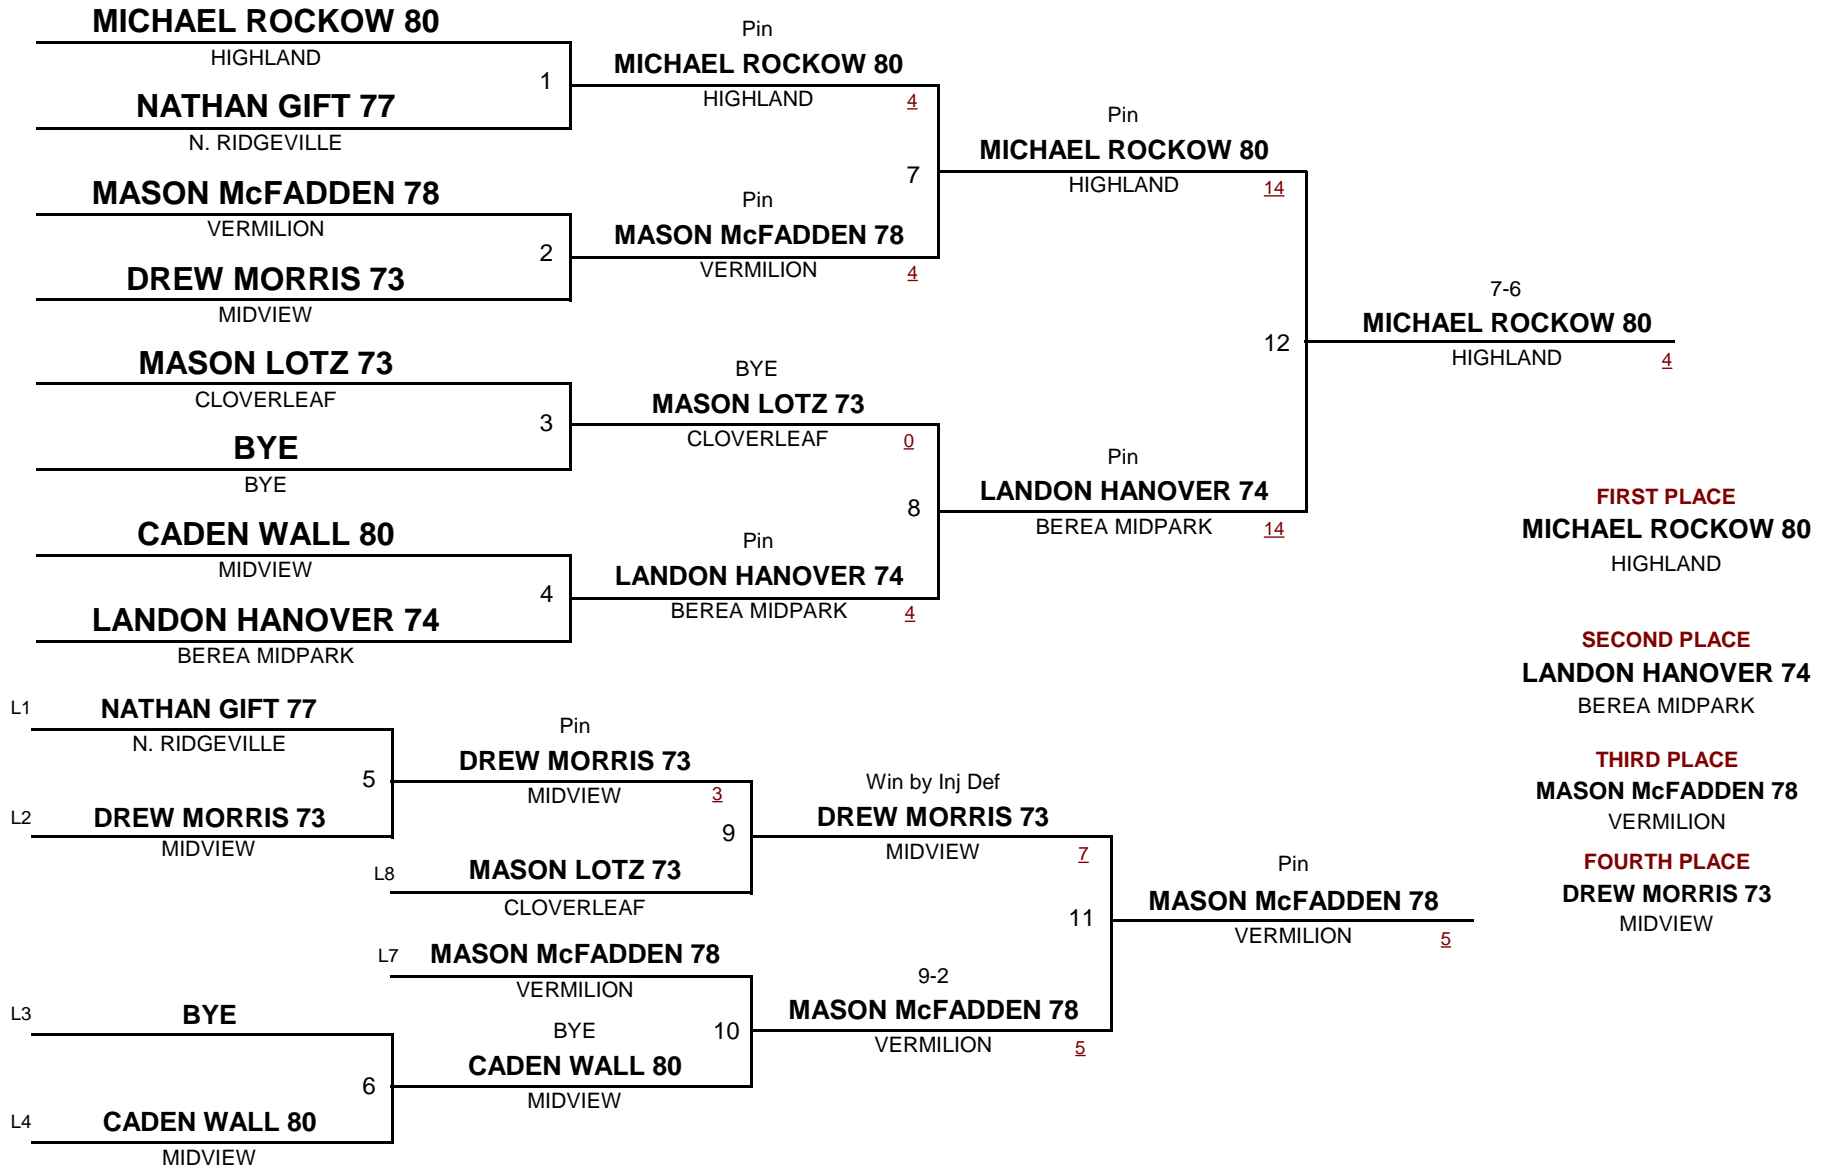 MICHAEL ROCKOW 80
HIGHLAND
1
NATHAN GIFT 77
N. RIDGEVILLE
MASON McFADDEN 78
VERMILION
2
DREW MORRIS 73
MIDVIEW
MASON LOTZ 73
CLOVERLEAF
3
BYE
BYE
CADEN WALL 80
MIDVIEW
4
LANDON HANOVER 74
BEREA MIDPARK
Pin
MICHAEL ROCKOW 80
HIGHLAND 4
7
Pin
MASON McFADDEN 78
VERMILION 4
BYE
MASON LOTZ 73
CLOVERLEAF 0
8
Pin
LANDON HANOVER 74
BEREA MIDPARK 4
Pin
MICHAEL ROCKOW 80
HIGHLAND 14
12
Pin
LANDON HANOVER 74
BEREA MIDPARK 14
7-6
MICHAEL ROCKOW 80
HIGHLAND 4
FIRST PLACE
MICHAEL ROCKOW 80
HIGHLAND
SECOND PLACE
LANDON HANOVER 74
BEREA MIDPARK
THIRD PLACE
MASON McFADDEN 78
VERMILION
FOURTH PLACE
DREW MORRIS 73
MIDVIEW
L1 NATHAN GIFT 77
N. RIDGEVILLE
5
L2 DREW MORRIS 73
MIDVIEW
L3 BYE
6
L4 CADEN WALL 80
MIDVIEW
Pin
DREW MORRIS 73
MIDVIEW 3
9
L8 MASON LOTZ 73
CLOVERLEAF
L7 MASON McFADDEN 78
VERMILION
BYE 10
CADEN WALL 80
MIDVIEW
Win by Inj Def
DREW MORRIS 73
MIDVIEW 7
11
9-2
MASON McFADDEN 78
VERMILION 5
Pin
MASON McFADDEN 78
VERMILION 5